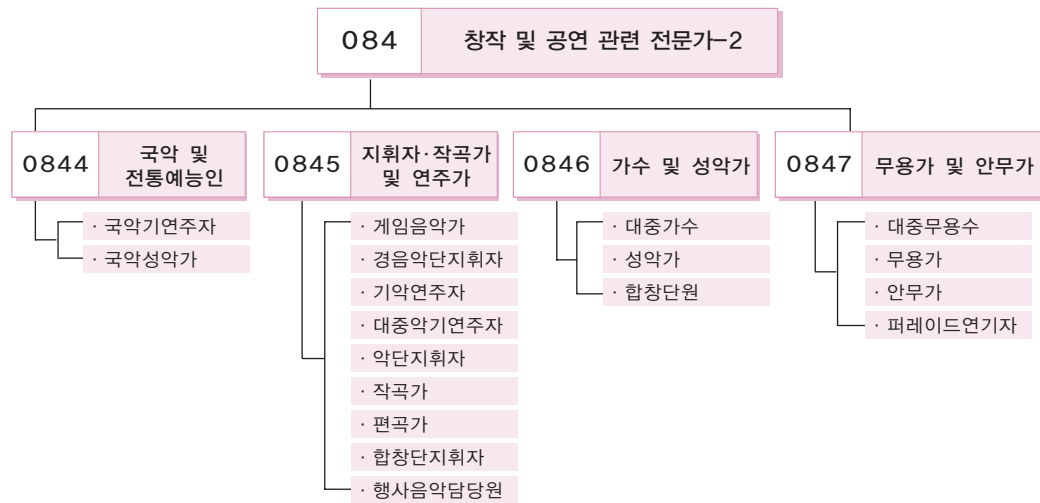 084 창작 및 공연 관련 전문가-2
0844 국악 및
전통예능인
· 국악기연주자
· 국악성악가
0845 지휘자·작곡가
및 연주가
· 게임음악가
· 경음악단지휘자
· 기악연주자
· 대중악기연주자
· 악단지휘자
· 작곡가
· 편곡가
· 합창단지휘자
· 행사음악담당원
0846 가수 및 성악가
· 대중가수
· 성악가
· 합창단원
0847 무용가 및 안무가
· 대중무용수
· 무용가
· 안무가
· 퍼레이드연기자